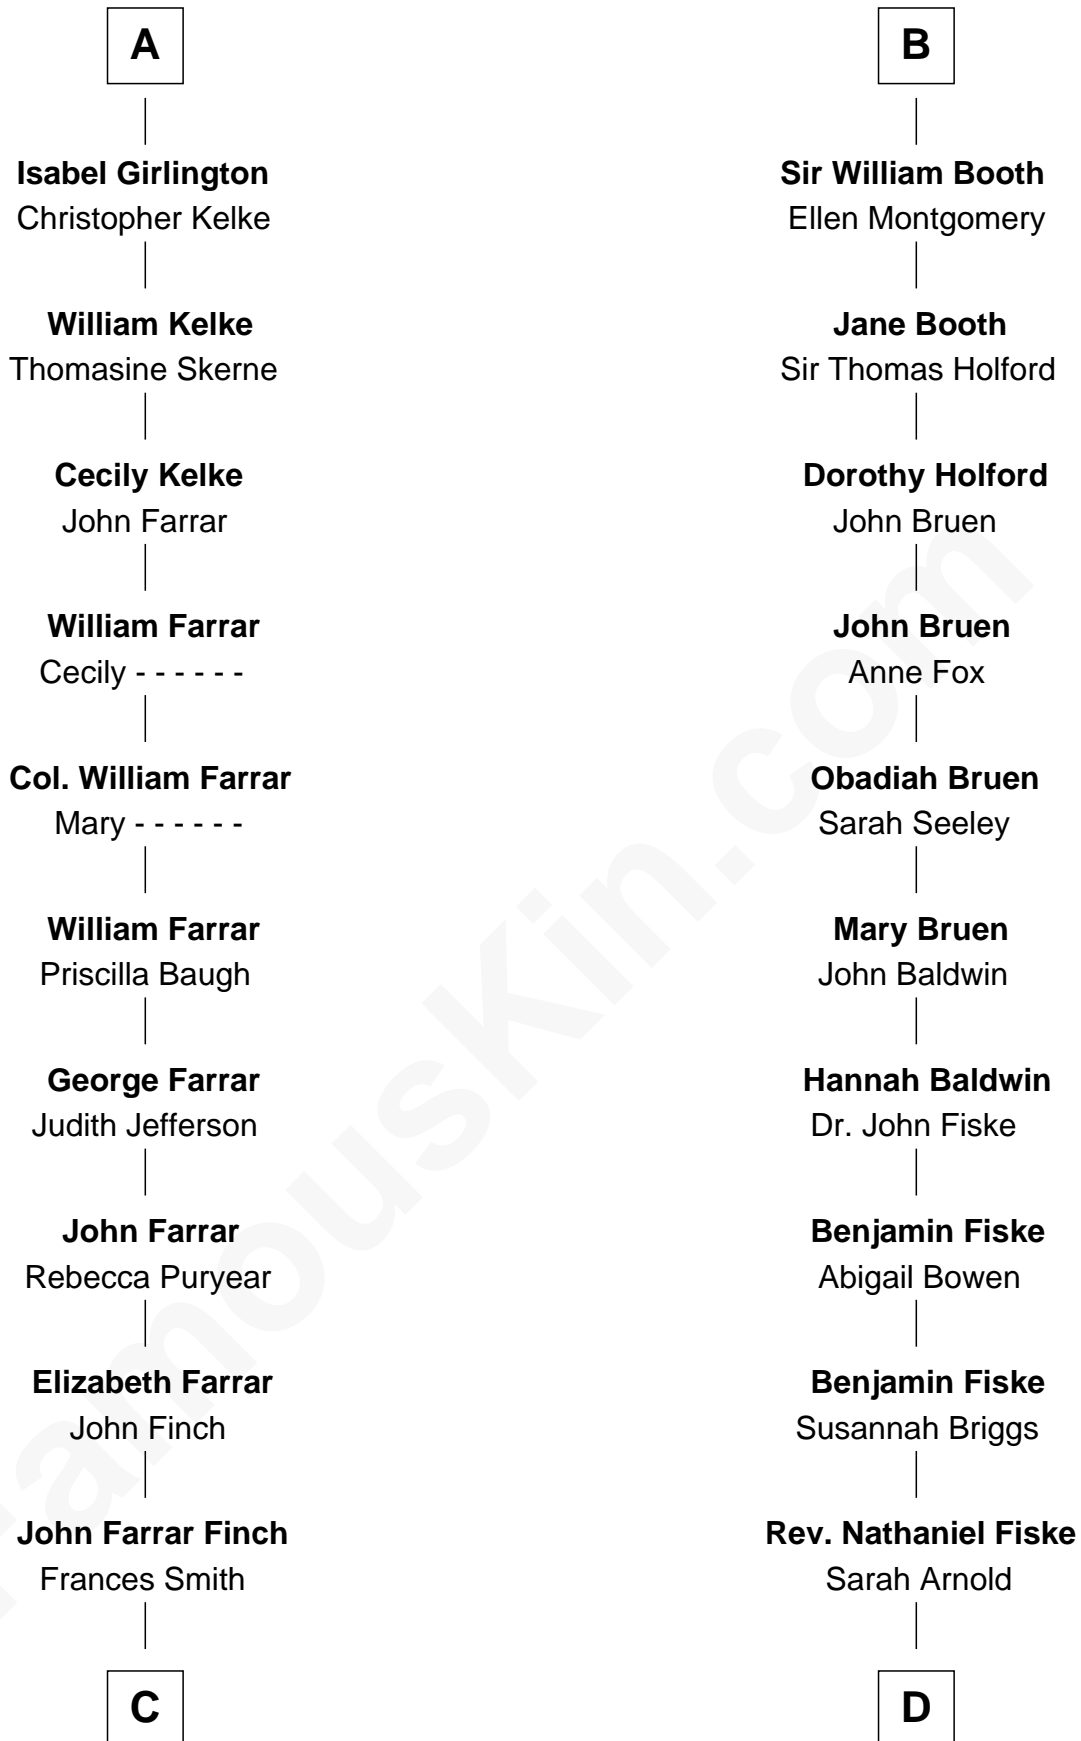 A
Isabel Girlington
Christopher Kelke
William Kelke
Thomasine Skerne
Cecily Kelke
John Farrar
William Farrar
Cecily - - - - - -
Col. William Farrar
Mary - - - - - -
William Farrar
Priscilla Baugh
George Farrar
Judith Jefferson
John Farrar
Rebecca Puryear
Elizabeth Farrar
John Finch
John Farrar Finch
Frances Smith
C
B
Sir William Booth
Ellen Montgomery
Jane Booth
Sir Thomas Holford
Dorothy Holford
John Bruen
John Bruen
Anne Fox
Obadiah Bruen
Sarah Seeley
Mary Bruen
John Baldwin
Hannah Baldwin
Dr. John Fiske
Benjamin Fiske
Abigail Bowen
Benjamin Fiske
Susannah Briggs
Rev. Nathaniel Fiske
Sarah Arnold
D
FamousKin.com